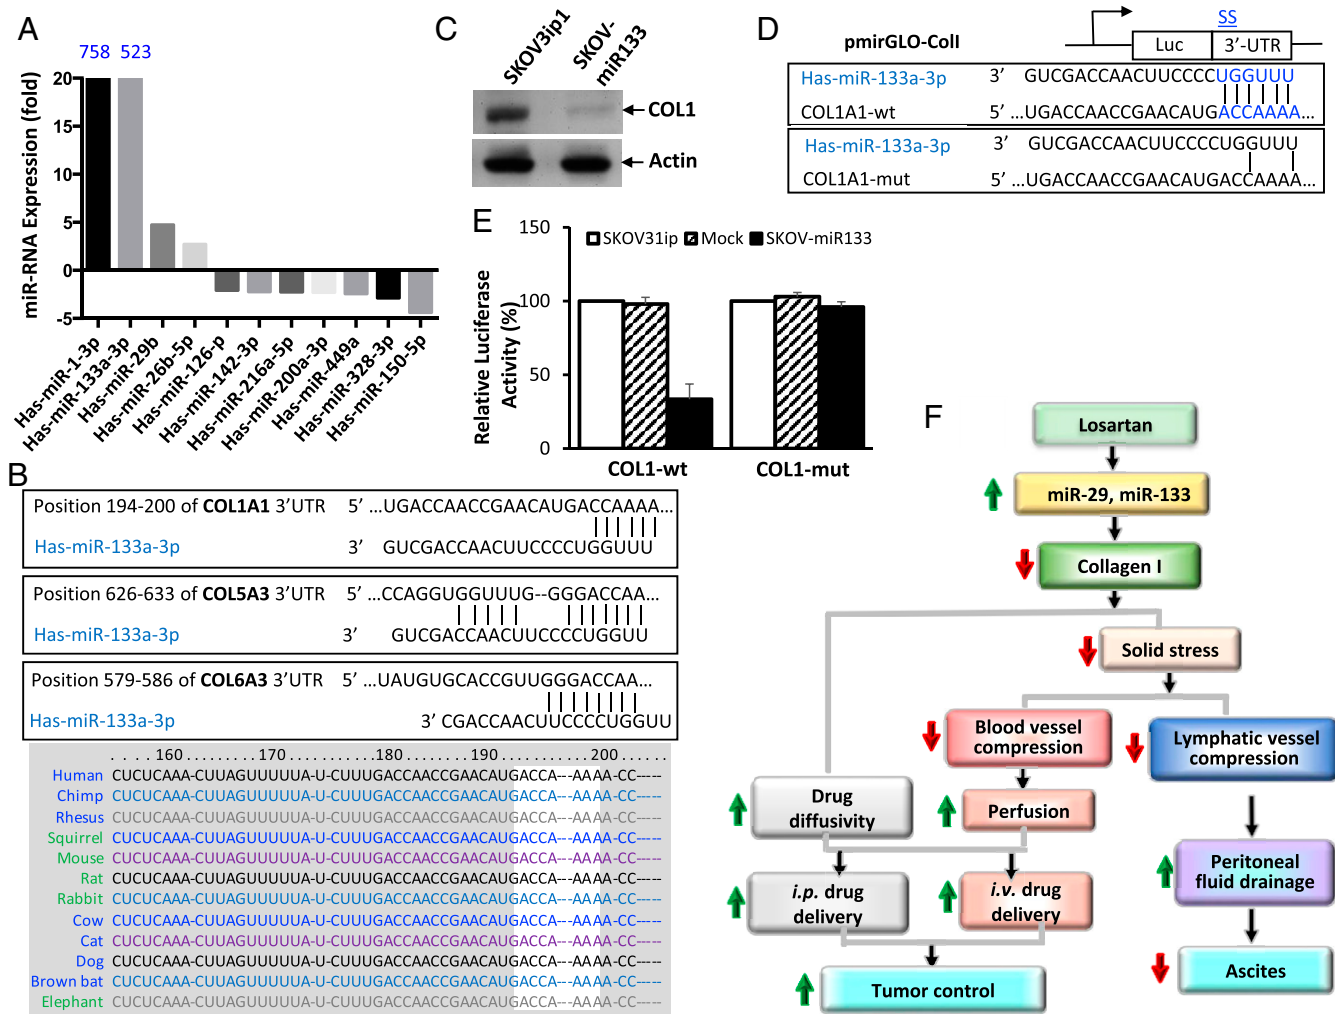 A
758 523
miR-RNA Expression (fold)
20
15
10
5
0
-5
Has-miR-1-3p
Has-miR-133a-3p
Has-miR-29b
Has-miR-26b-5p
Has-miR-126-p
Has-miR-142-3p
Has-miR-216a-5p
Has-miR-200a-3p
Has-miR-449a
Has-miR-328-3p
Has-miR-150-5p
C
SKOV3ip1
SKOV-
miR133
COL1
Actin
D
pmirGLO-Coll
SS
Luc
3’-UTR
Has-miR-133a-3p 3’ GUCGACCAACUUCCCCUGGUUU
COL1A1-wt 5’ ...UGACCAACCGAACAUGACCAAAA...
Has-miR-133a-3p 3’ GUCGACCAACUUCCCCUGGUUU
COL1A1-mut 5’ ...UGACCAACCGAACAUGACCAAAA...
E
Relative Luciferase
Activity (%)
150
100
50
0
SKOV31ip Mock SKOV-miR133
COL1-wt COL1-mut
B
Position 194-200 of COL1A1 3’UTR 5’ ...UGACCAACCGAACAUGACCAAAA...
Has-miR-133a-3p 3’ GUCGACCAACUUCCCCUGGUUU
Position 626-633 of COL5A3 3’UTR 5’ ...CCAGGUGGUUUG--GGGACCAA...
Has-miR-133a-3p 3’ GUCGACCAACUUCCCCUGGUU
Position 579-586 of COL6A3 3’UTR 5’ ...UAUGUGCACCGUUGGGACCAA...
Has-miR-133a-3p 3’ CGACCAACUUCCCCUGGUU
. . . . 160 . . . . . . . 170 . . . . . . . . 180 . . . . . . . 190 . . . . . . . . 200 . . . . . .
Human CUCUCAAA-CUUAGUUUUUA-U-CUUUGACCAACCGAACAUGACCA---AAAA-CC-----
Chimp CUCUCAAA-CUUAGUUUUUA-U-CUUUGACCAACCGAACAUGACCA---AAAA-CC-----
Rhesus CUCUCAAA-CUUAGUUUUUA-U-CUUUGACCAACCGAACAUGACCA---AAAA-CC-----
Squirrel CUCUCAAA-CUUAGUUUUUA-U-CUUUGACCAACCGAACAUGACCA---AAAA-CC-----
Mouse CUCUCAAA-CUUAGUUUUUA-U-CUUUGACCAACCGAACAUGACCA---AAAA-CC-----
Rat CUCUCAAA-CUUAGUUUUUA-U-CUUUGACCAACCGAACAUGACCA---AAAA-CC-----
Rabbit CUCUCAAA-CUUAGUUUUUA-U-CUUUGACCAACCGAACAUGACCA---AAAA-CC-----
Cow CUCUCAAA-CUUAGUUUUUA-U-CUUUGACCAACCGAACAUGACCA---AAAA-CC-----
Cat CUCUCAAA-CUUAGUUUUUA-U-CUUUGACCAACCGAACAUGACCA---AAAA-CC-----
Dog CUCUCAAA-CUUAGUUUUUA-U-CUUUGACCAACCGAACAUGACCA---AAAA-CC-----
Brown bat CUCUCAAA-CUUAGUUUUUA-U-CUUUGACCAACCGAACAUGACCA---AAAA-CC-----
Elephant CUCUCAAA-CUUAGUUUUUA-U-CUUUGACCAACCGAACAUGACCA---AAAA-CC-----
F
Losartan
miR-29, miR-133
Collagen I
Solid stress
Blood vessel
compression
Lymphatic vessel
compression
Drug
diffusivity
Perfusion
Peritoneal
fluid drainage
i.p. drug
delivery
i.v. drug
delivery
Tumor control
Ascites